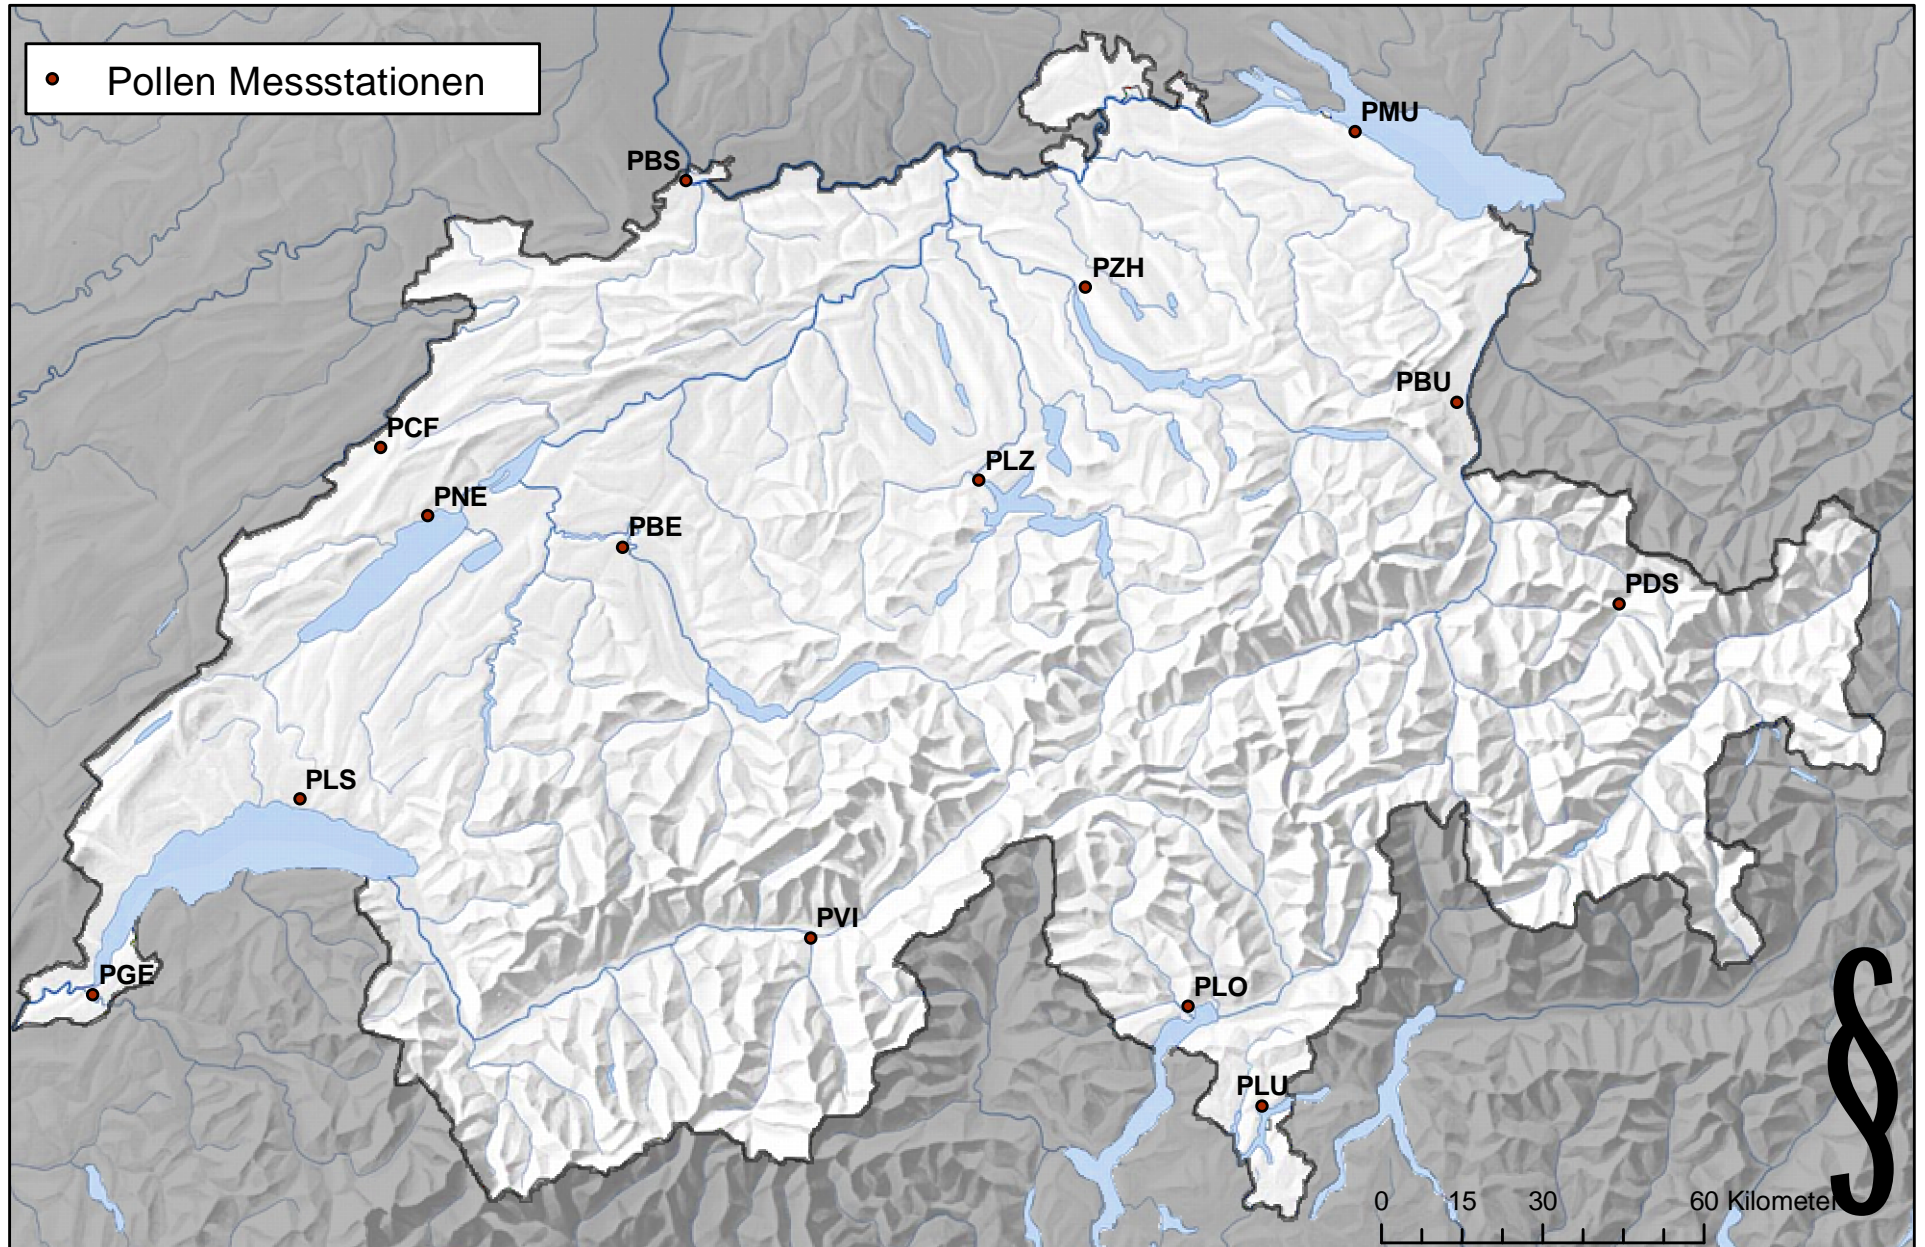 Pollen Messstationen
PMU
PBS
PZH
PBU
PCF
PLZ
PNE
PBE
PDS
PLS
PVI
PGE
PLO
PLU
§
0 15 30 60 Kilometer